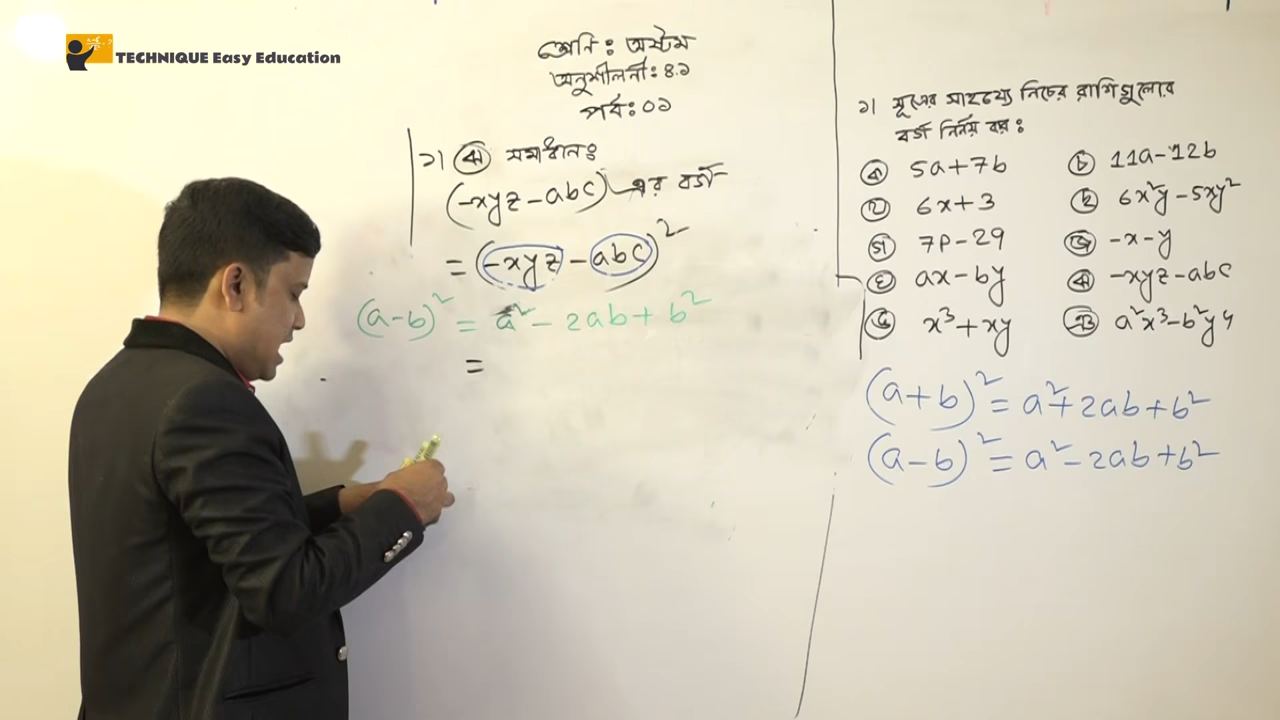 TECHNIQUE Easy Education
শ্রেণি : অষ্টম
অনুশীলনী : ৪.১
পর্ব : ০১
১। ঝ সমাধানঃ
(-xyz - abc) এর বর্গ
= (-xyz - abc)²
(a-b)² = a² - 2ab + b²
=
১। সূত্রের সাহায্যে নিচের রাশিগুলোর
বর্গ নির্ণয় কর :
ক 5a+7b
খ 6x+3
গ 7p-29
ঘ ax-by
ঙ x³+xy
চ 11a-12b
ছ 6x²y-5xy²
জ -x-y
ঝ -xyz-abc
ঞ a²x³-b²y4
(a+b)² = a²+2ab+b²
(a-b)² = a²-2ab+b²